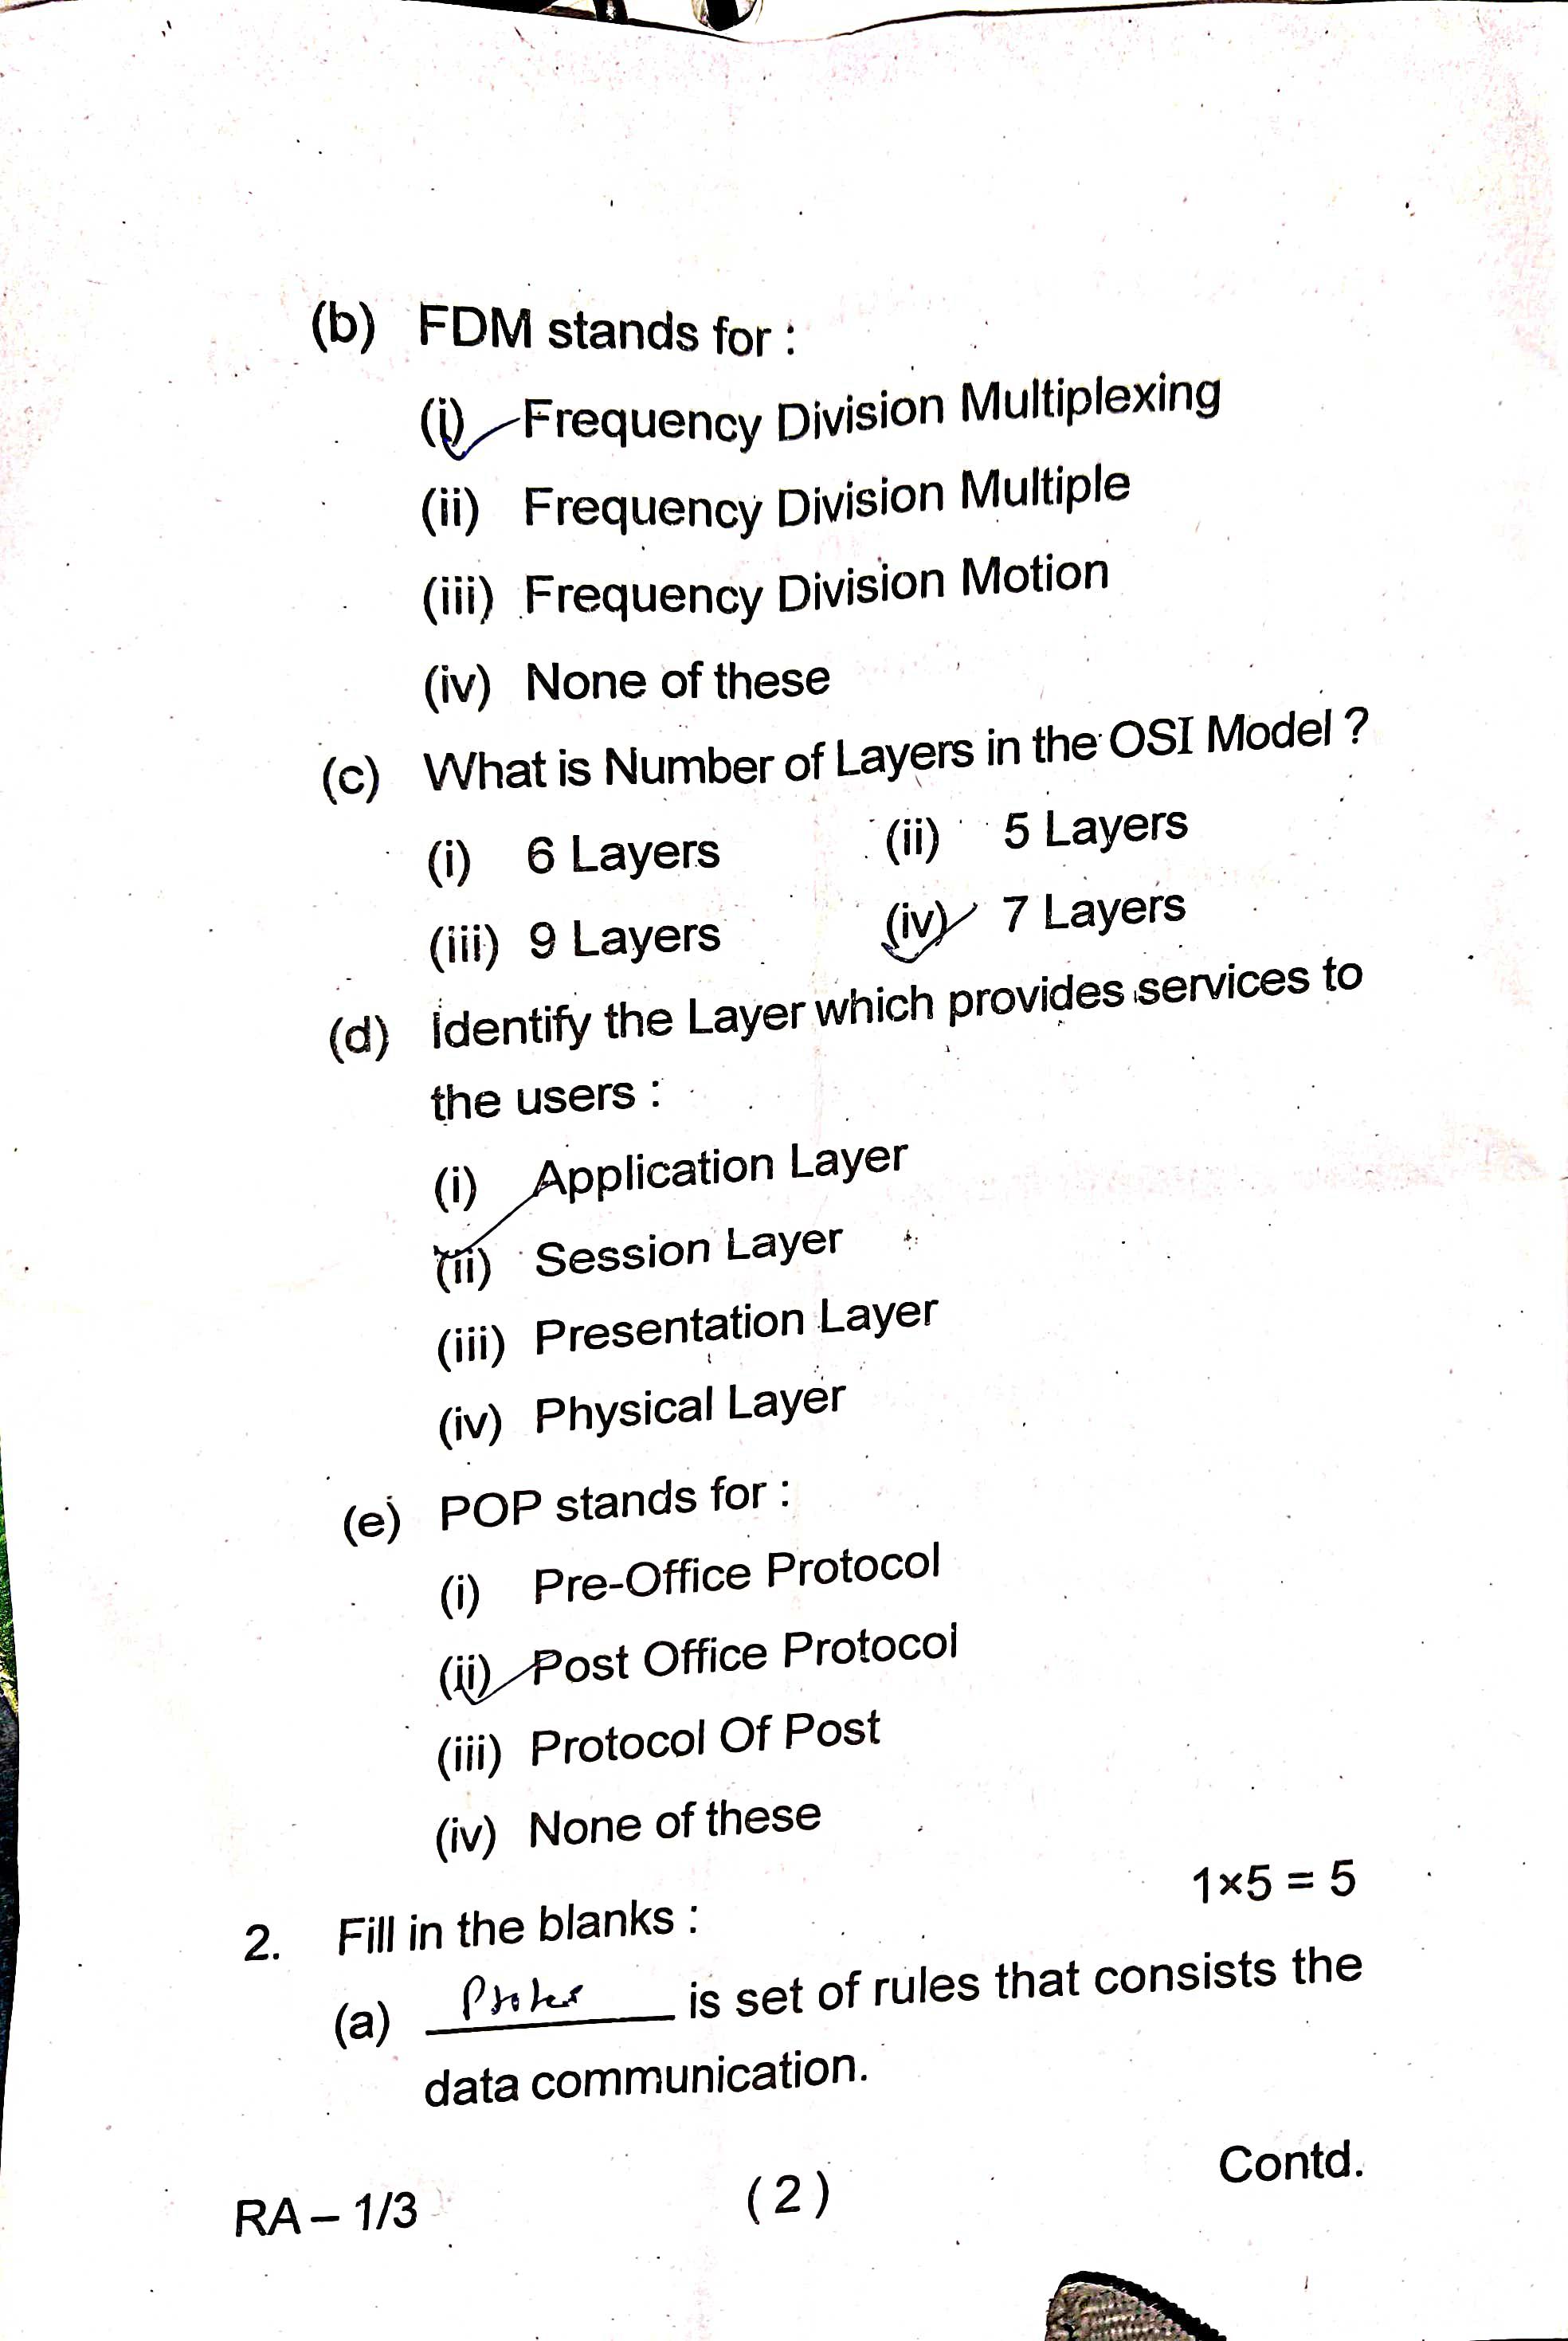 (b) FDM stands for :
(i) Frequency Division Multiplexing
(ii) Frequency Division Multiple
(iii) Frequency Division Motion
(iv) None of these
(c) What is Number of Layers in the OSI Model ?
(i) 6 Layers (ii) 5 Layers
(iii) 9 Layers (iv) 7 Layers
(d) Identify the Layer which provides services to
the users :
(i) Application Layer
(ii) Session Layer
(iii) Presentation Layer
(iv) Physical Layer
(e) POP stands for :
(i) Pre-Office Protocol
(ii) Post Office Protocol
(iii) Protocol Of Post
(iv) None of these
2. Fill in the blanks : 1×5 = 5
(a) is set of rules that consists the
data communication.
Contd.
RA – 1/3 (2)